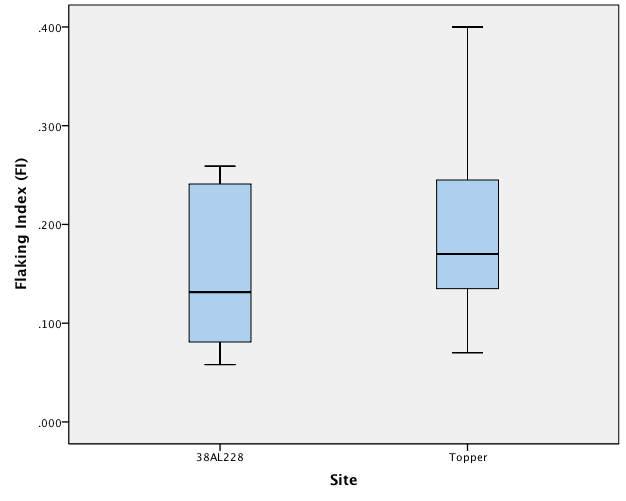 Flaking Index (FI)
.400
.300
.200
.100
.000
38AL228
Topper
Site